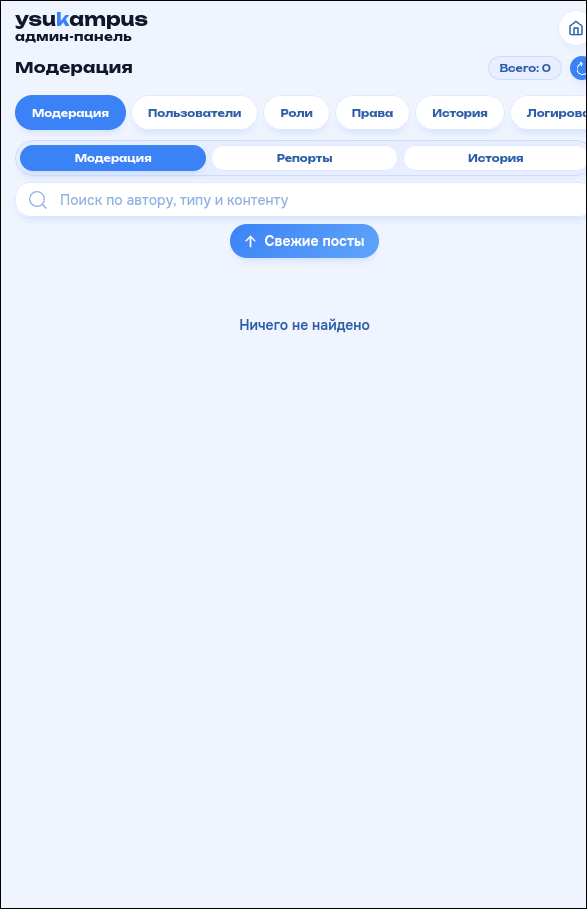 ysukampus
админ-панель
Модерация
Всего: 0
Модерация Пользователи Роли Права История Логиров
Модерация Репорты История
Поиск по автору, типу и контенту
Свежие посты
Ничего не найдено